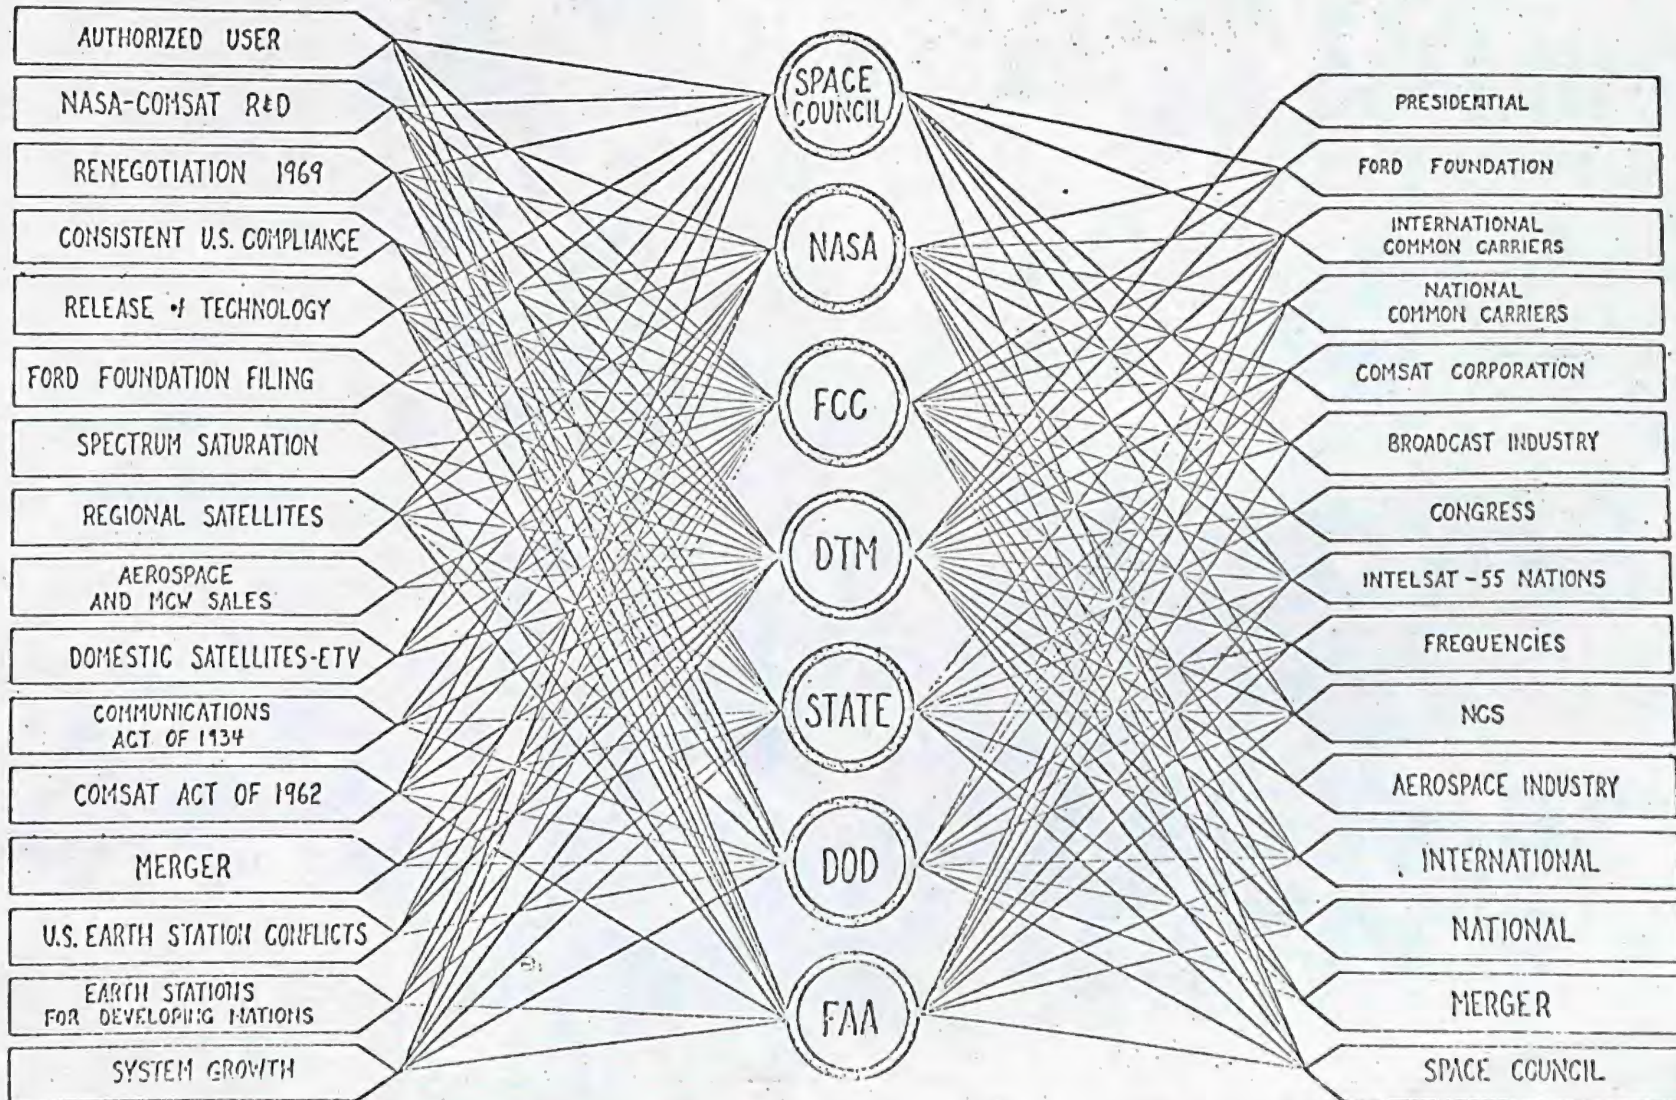 AUTHORIZED USER
NASA-COMSAT R&D
RENEGOTIATION 1969
CONSISTENT U.S. COMPLIANCE
RELEASE of TECHNOLOGY
FORD FOUNDATION FILING
SPECTRUM SATURATION
REGIONAL SATELLITES
AEROSPACE
AND MCW SALES
DOMESTIC SATELLITES-ETV
COMMUNICATIONS
ACT OF 1934
COMSAT ACT OF 1962
MERGER
U.S. EARTH STATION CONFLICTS
EARTH STATIONS
FOR DEVELOPING NATIONS
SYSTEM GROWTH
SPACE
COUNCIL
NASA
FCC
DTM
STATE
DOD
FAA
PRESIDENTIAL
FORD FOUNDATION
INTERNATIONAL
COMMON CARRIERS
NATIONAL
COMMON CARRIERS
COMSAT CORPORATION
BROADCAST INDUSTRY
CONGRESS
INTELSAT-55 NATIONS
FREQUENCIES
NCS
AEROSPACE INDUSTRY
INTERNATIONAL
NATIONAL
MERGER
SPACE COUNCIL